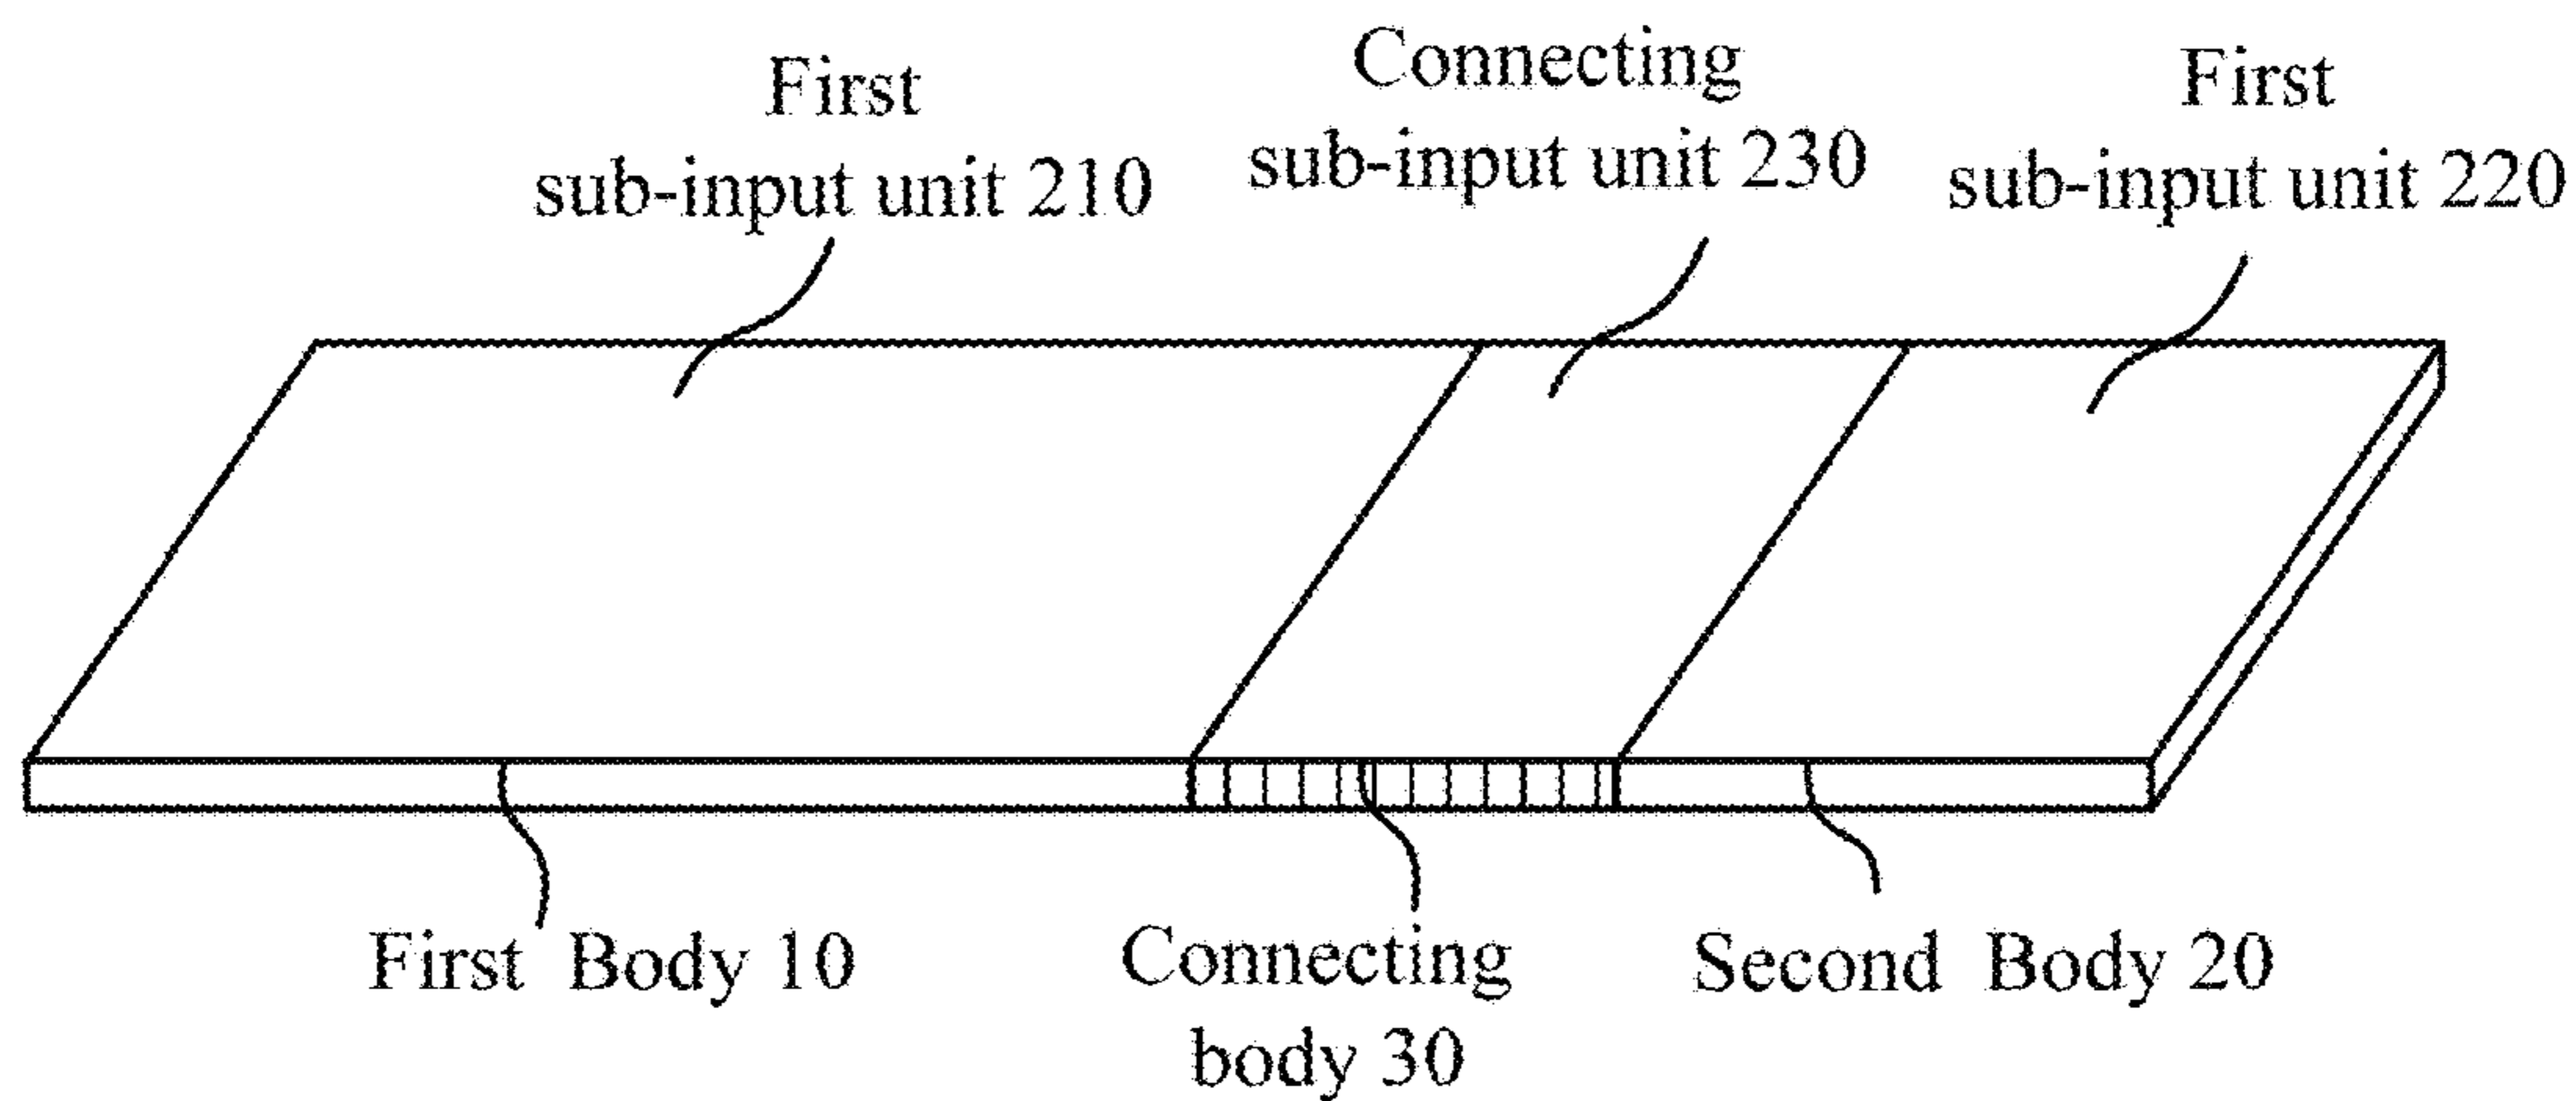 First
sub-input unit 210
Connecting
sub-input unit 230
First
sub-input unit 220
First Body 10
Connecting
body 30
Second Body 20